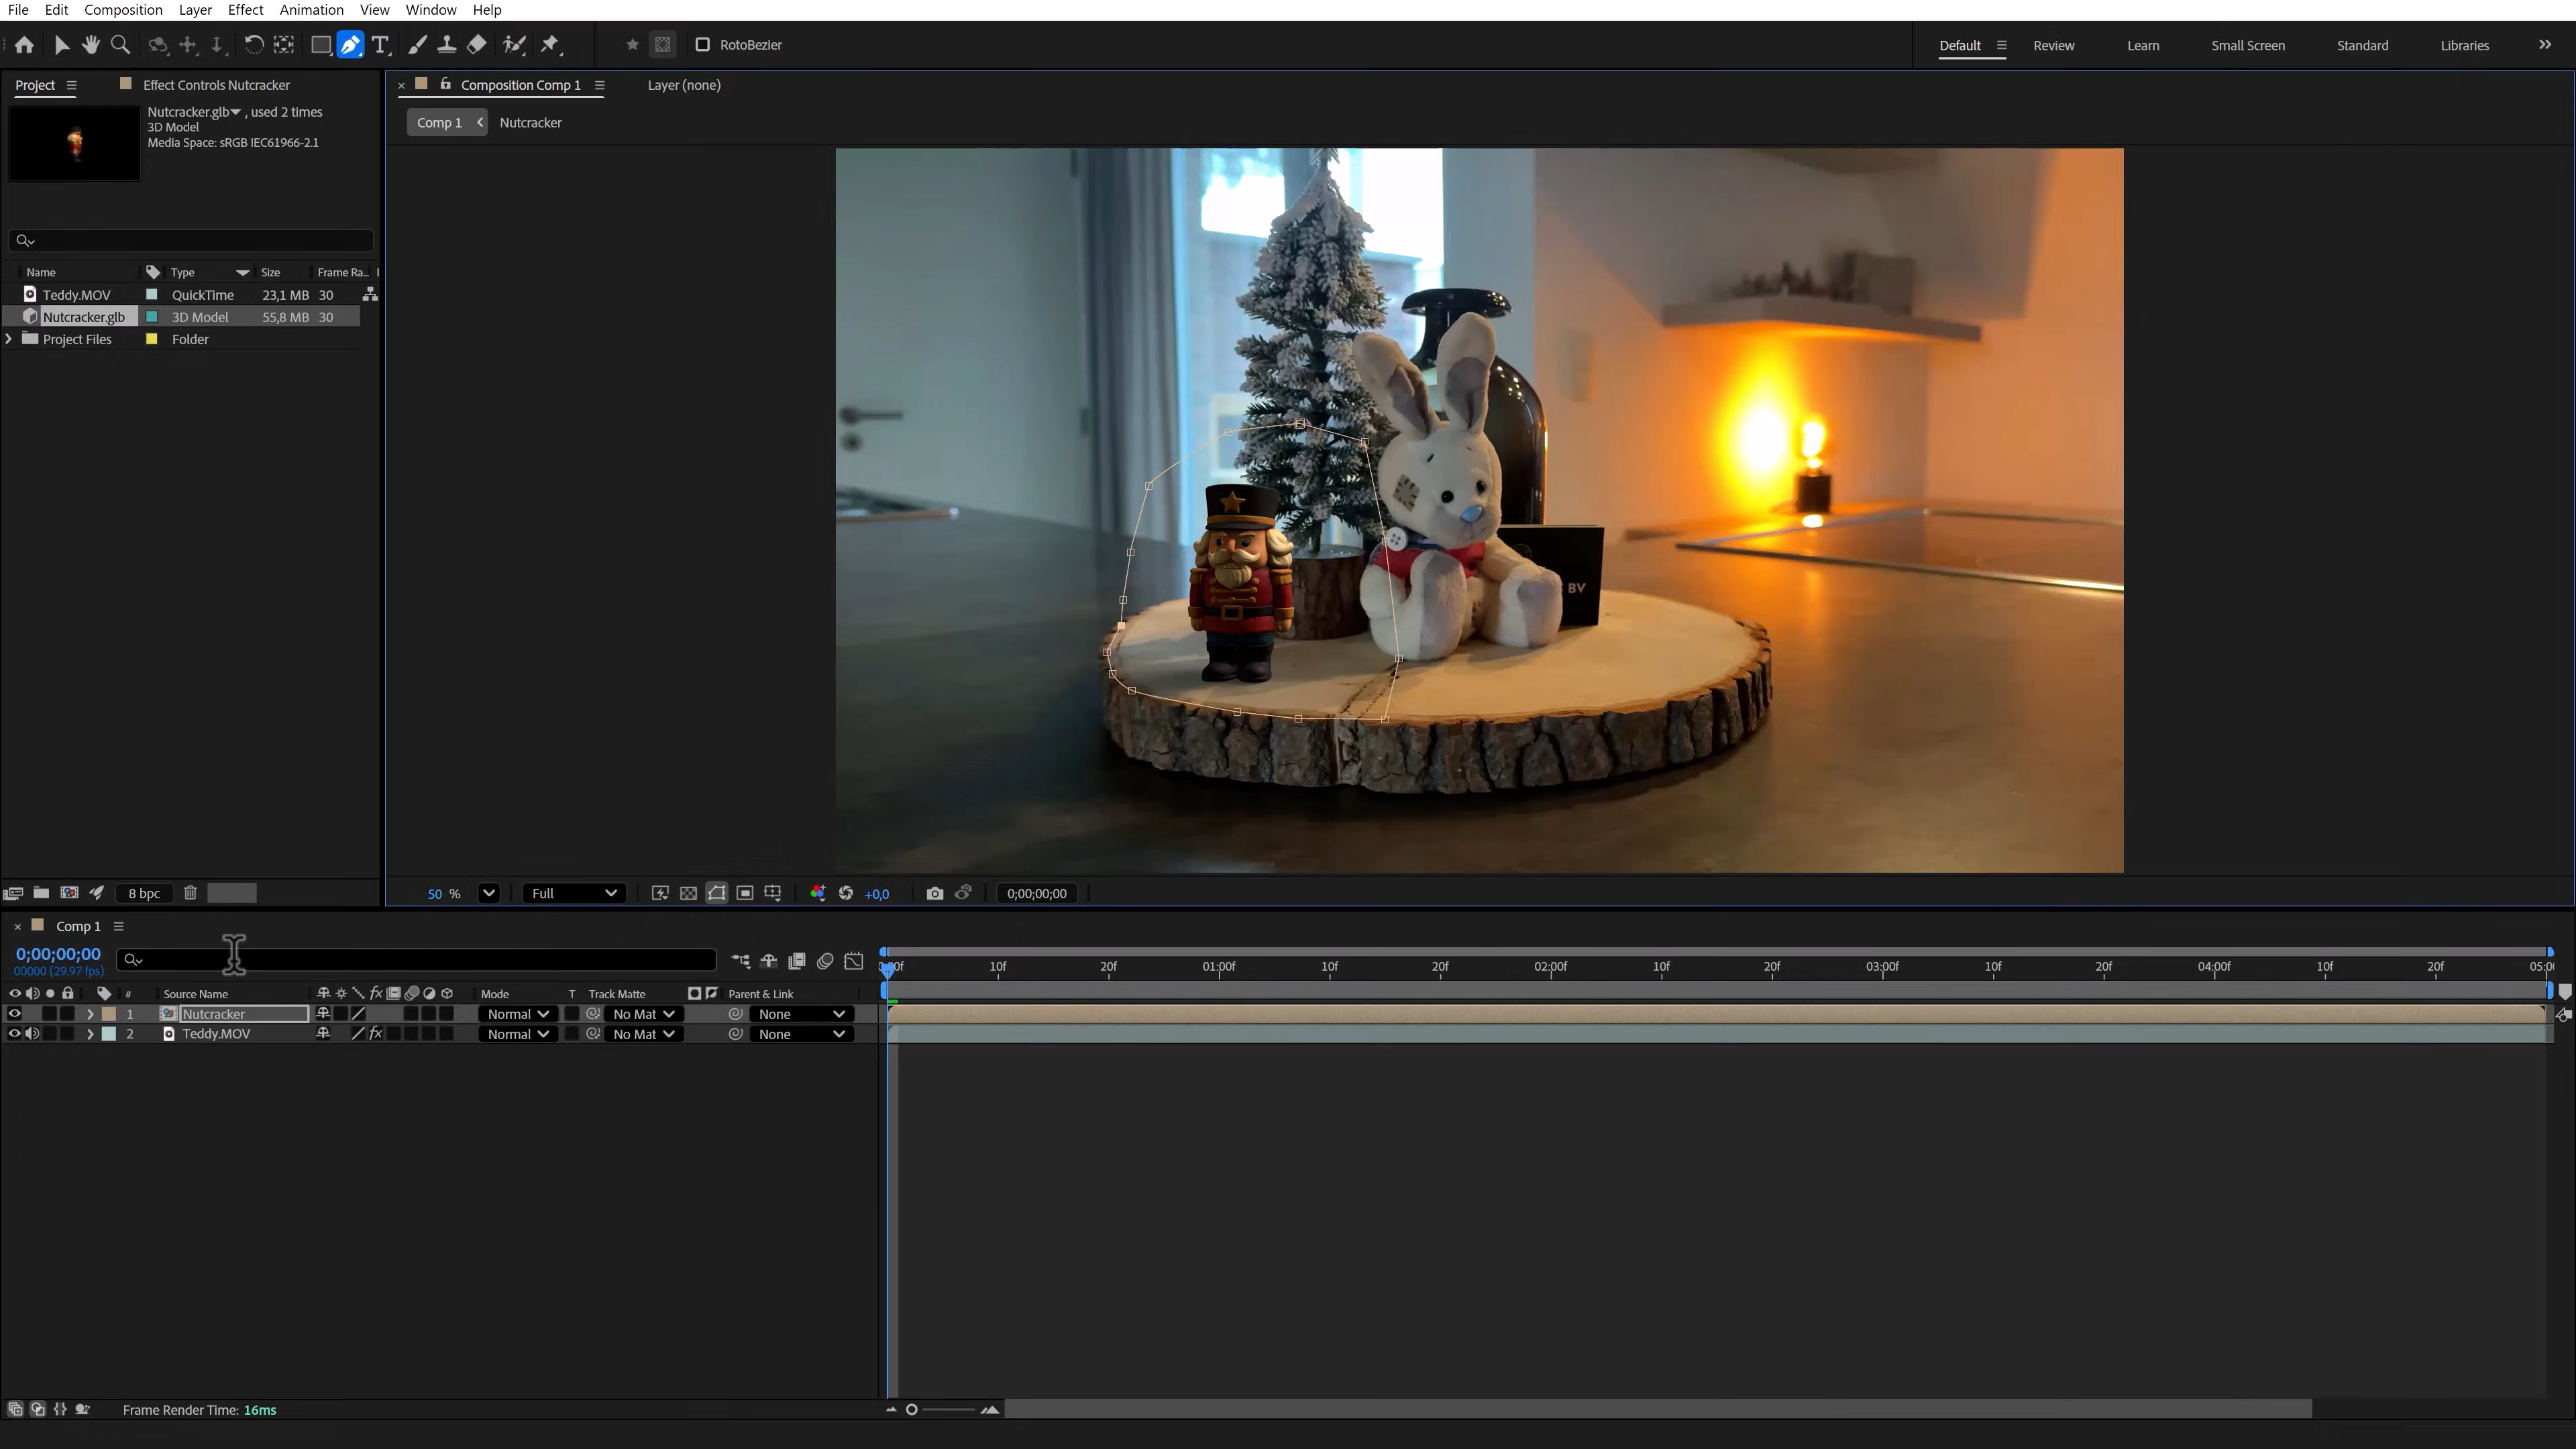 File Edit Composition Layer Effect Animation View Window Help
RotoBezier
Default Review Learn Small Screen Standard Libraries
Project Effect Controls Nutcracker
Composition Comp 1 Layer (none)
Nutcracker.glb , used 2 times
3D Model
Media Space: sRGB IEC61966-2.1
Comp 1 Nutcracker
Name Type Size Frame Ra...
Teddy.MOV QuickTime 23,1 MB 30
Nutcracker.glb 3D Model 55,8 MB 30
Project Files Folder
BV
8 bpc
50 % Full +0,0 0;00;00;00
Comp 1
0;00;00;00
00000 (29.97 fps)
10f 20f 01:00f 10f 20f 02:00f 10f 20f 03:00f 10f 20f 04:00f 10f 20f
# Source Name fx Mode T Track Matte Parent & Link
1 Nutcracker Normal No Mat None
2 Teddy.MOV fx Normal No Mat None
Frame Render Time: 16ms